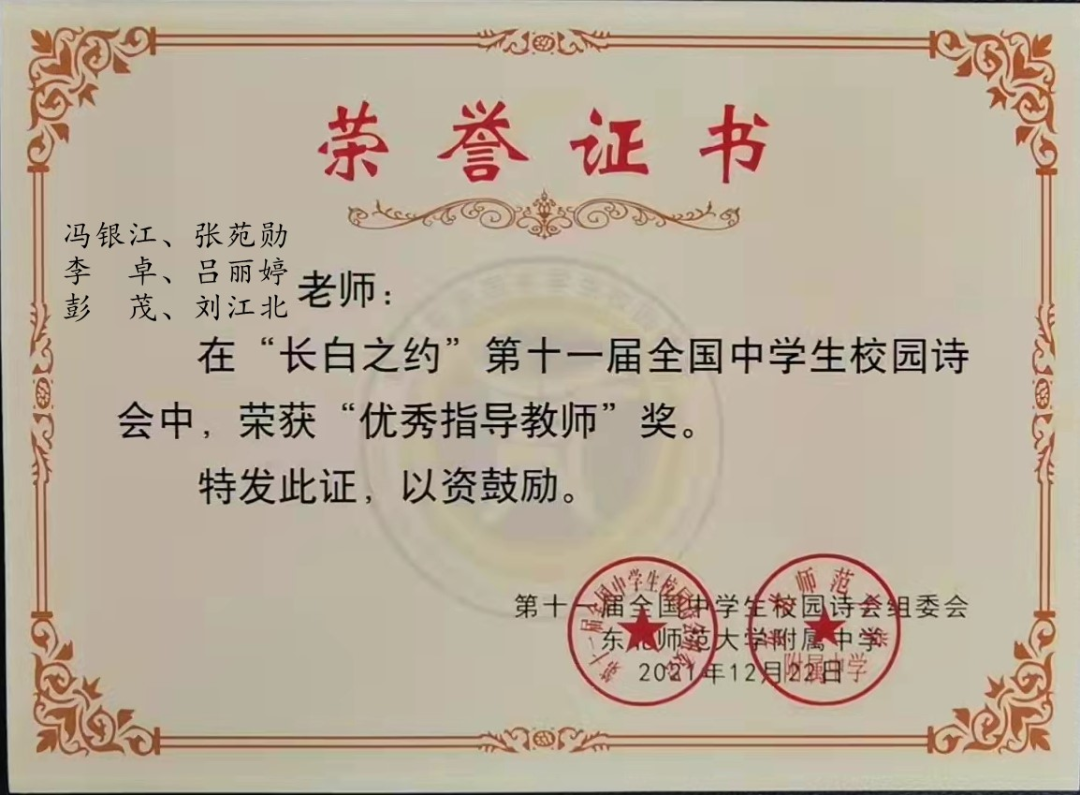 荣誉证书
冯银江、张苑勋
李　卓、吕丽婷
彭　茂、刘江北
老师：
在“长白之约”第十一届全国中学生校园诗
会中，荣获“优秀指导教师”奖。
特发此证，以资鼓励。
第十一届全国中学生校园诗会组委会
东北师范大学附属中学
2021年12月22日